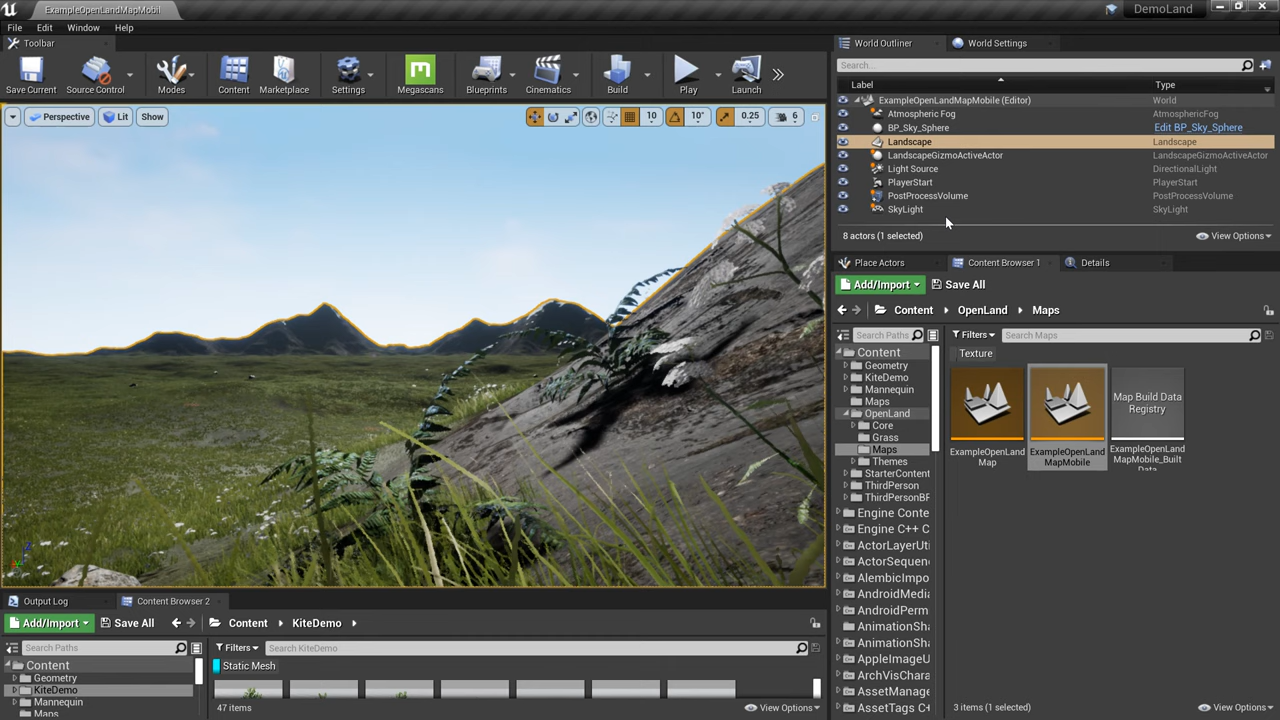 ExampleOpenLandMapMobil
DemoLand
File Edit Window Help
Toolbar
Save Current Source Control Modes Content Marketplace Settings Megascans Blueprints Cinematics Build Play Launch
Perspective Lit Show
10 10° 0.25 6
World Outliner World Settings
Search...
Label Type
ExampleOpenLandMapMobile (Editor) World
Atmospheric Fog AtmosphericFog
BP_Sky_Sphere Edit BP_Sky_Sphere
Landscape Landscape
LandscapeGizmoActiveActor LandscapeGizmoActiveActor
Light Source DirectionalLight
PlayerStart PlayerStart
PostProcessVolume PostProcessVolume
SkyLight SkyLight
8 actors (1 selected) View Options
Place Actors Content Browser 1 Details
Add/Import Save All
Content OpenLand Maps
Search Paths Filters Search Maps
Texture
Content
Geometry
KiteDemo
Mannequin
Maps
OpenLand
Core
Grass
Maps
Themes
StarterContent
ThirdPerson
ThirdPersonBF
Engine Conte
Engine C++ C
ActorLayerUti
ActorSequen
AlembicImpo
AndroidMedia
AndroidPerm
AnimationSha
AnimationSha
AppleImageU
ArchVisChara
AssetManage
AssetTags C+
ExampleOpenLand
Map
ExampleOpenLand
MapMobile
Map Build Data
Registry
ExampleOpenLand
MapMobile_Built
Data
3 items (1 selected) View Options
Output Log Content Browser 2
Add/Import Save All Content KiteDemo
Search Paths Filters Search KiteDemo
Content
Geometry
KiteDemo
Mannequin
Maps
Static Mesh
47 items View Options